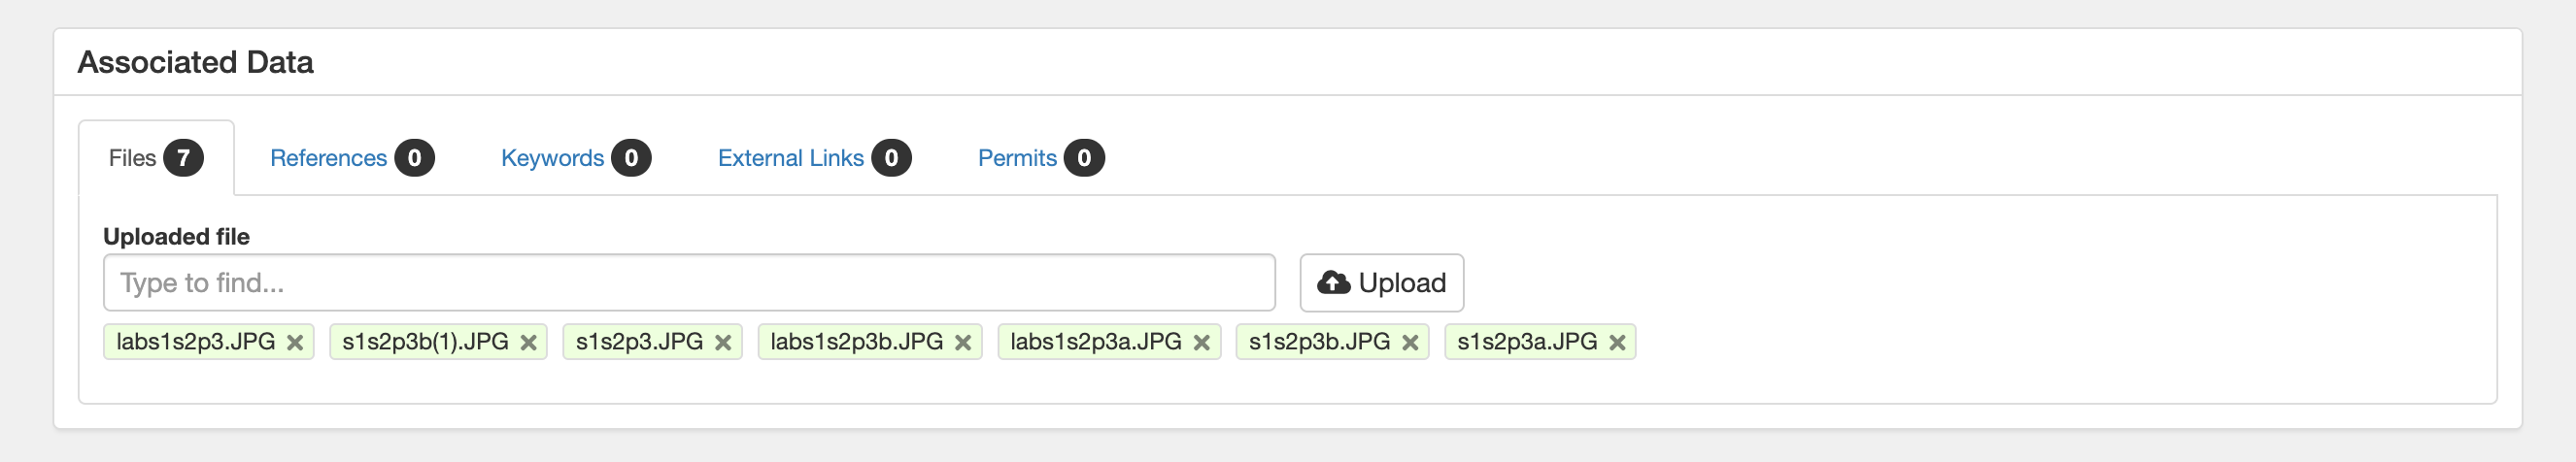 Associated Data
Files 7 References 0 Keywords 0 External Links 0 Permits 0
Uploaded file
Type to find... Upload
labs1s2p3.JPG s1s2p3b(1).JPG s1s2p3.JPG labs1s2p3b.JPG labs1s2p3a.JPG s1s2p3b.JPG s1s2p3a.JPG